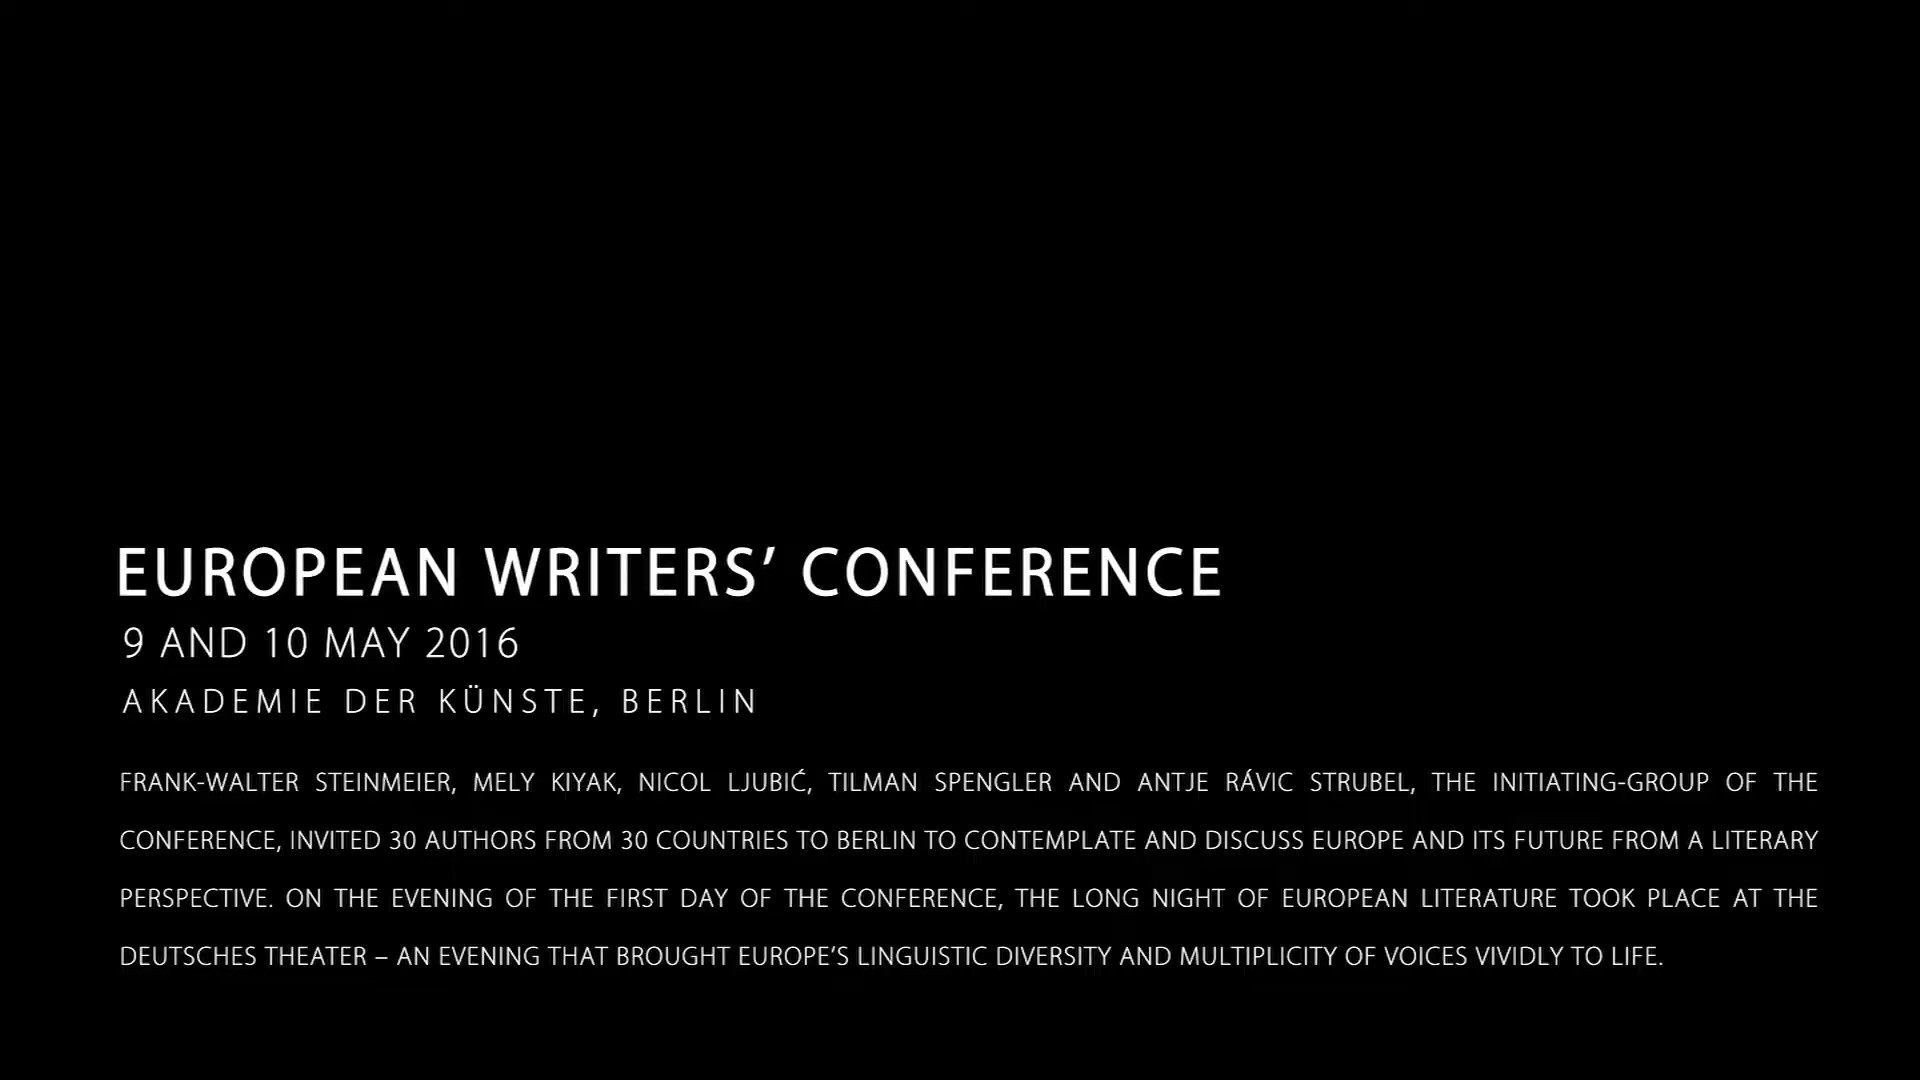 EUROPEAN WRITERS’ CONFERENCE
9 AND 10 MAY 2016
AKADEMIE DER KÜNSTE, BERLIN
FRANK-WALTER STEINMEIER, MELY KIYAK, NICOL LJUBIĆ, TILMAN SPENGLER AND ANTJE RÁVIC STRUBEL, THE INITIATING-GROUP OF THE
CONFERENCE, INVITED 30 AUTHORS FROM 30 COUNTRIES TO BERLIN TO CONTEMPLATE AND DISCUSS EUROPE AND ITS FUTURE FROM A LITERARY
PERSPECTIVE. ON THE EVENING OF THE FIRST DAY OF THE CONFERENCE, THE LONG NIGHT OF EUROPEAN LITERATURE TOOK PLACE AT THE
DEUTSCHES THEATER – AN EVENING THAT BROUGHT EUROPE’S LINGUISTIC DIVERSITY AND MULTIPLICITY OF VOICES VIVIDLY TO LIFE.